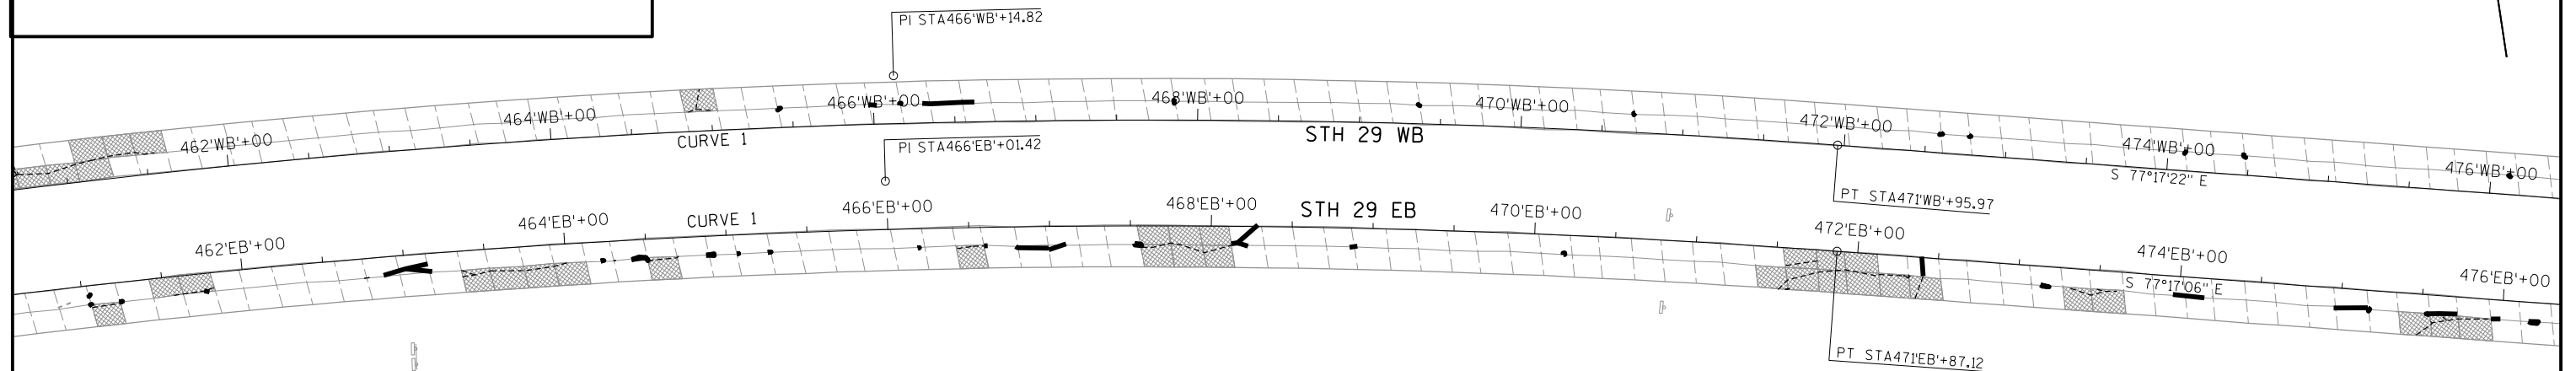 PI STA466'WB'+14.82
462'WB'+00
464'WB'+00
466'WB'+00
468'WB'+00
470'WB'+00
472'WB'+00
474'WB'+00
476'WB'+00
CURVE 1
STH 29 WB
S 77°17'22" E
PI STA466'EB'+01.42
PT STA471'WB'+95.97
462'EB'+00
464'EB'+00
466'EB'+00
468'EB'+00
470'EB'+00
472'EB'+00
474'EB'+00
476'EB'+00
CURVE 1
STH 29 EB
S 77°17'06" E
PT STA471'EB'+87.12